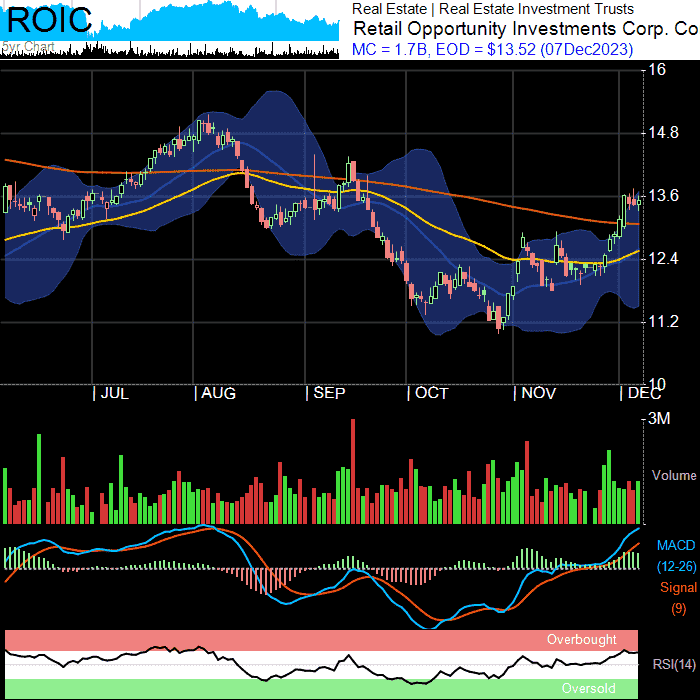 ROIC
5yr Chart
Real Estate | Real Estate Investment Trusts
Retail Opportunity Investments Corp. Co
MC = 1.7B, EOD = $13.52 (07Dec2023)
16
14.8
13.6
12.4
11.2
10
| JUL | AUG | SEP | OCT | NOV | DEC
3M
Volume
MACD
(12-26)
Signal
(9)
Overbought
RSI(14)
Oversold